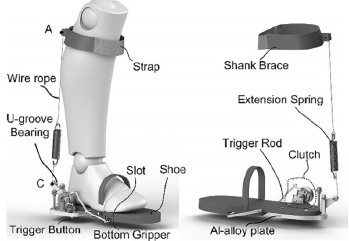 A
Strap
Wire rope
U-groove
Bearing
Slot
Shoe
C
Trigger Button
Bottom Gripper
Shank Brace
Extension Spring
Trigger Rod
Clutch
Al-alloy plate